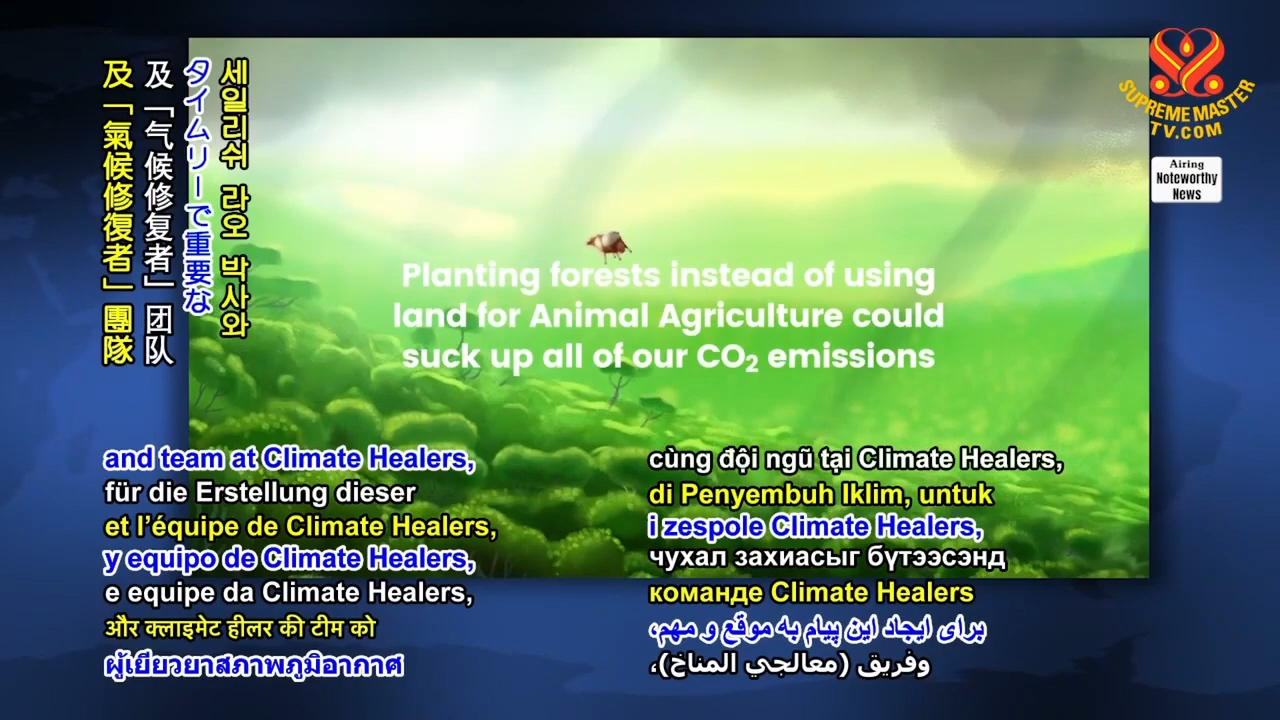 及「氣候修復者」團隊
及「气候修复者」团队
タイムリーで重要な
세일리쉬 라오 박사와
SUPREME MASTER
TV.COM
Airing
Noteworthy
News
Planting forests instead of using
land for Animal Agriculture could
suck up all of our CO₂ emissions
and team at Climate Healers,
für die Erstellung dieser
et l’équipe de Climate Healers,
y equipo de Climate Healers,
e equipe da Climate Healers,
और क्लाइमेट हीलर की टीम को
ผู้เยียวยาสภาพภูมิอากาศ
cùng đội ngũ tại Climate Healers,
di Penyembuh Iklim, untuk
i zespole Climate Healers,
чухал захиасыг бүтээсэнд
команде Climate Healers
برای ایجاد این پیام به موقع و مهم،
وفريق (معالجي المناخ)،